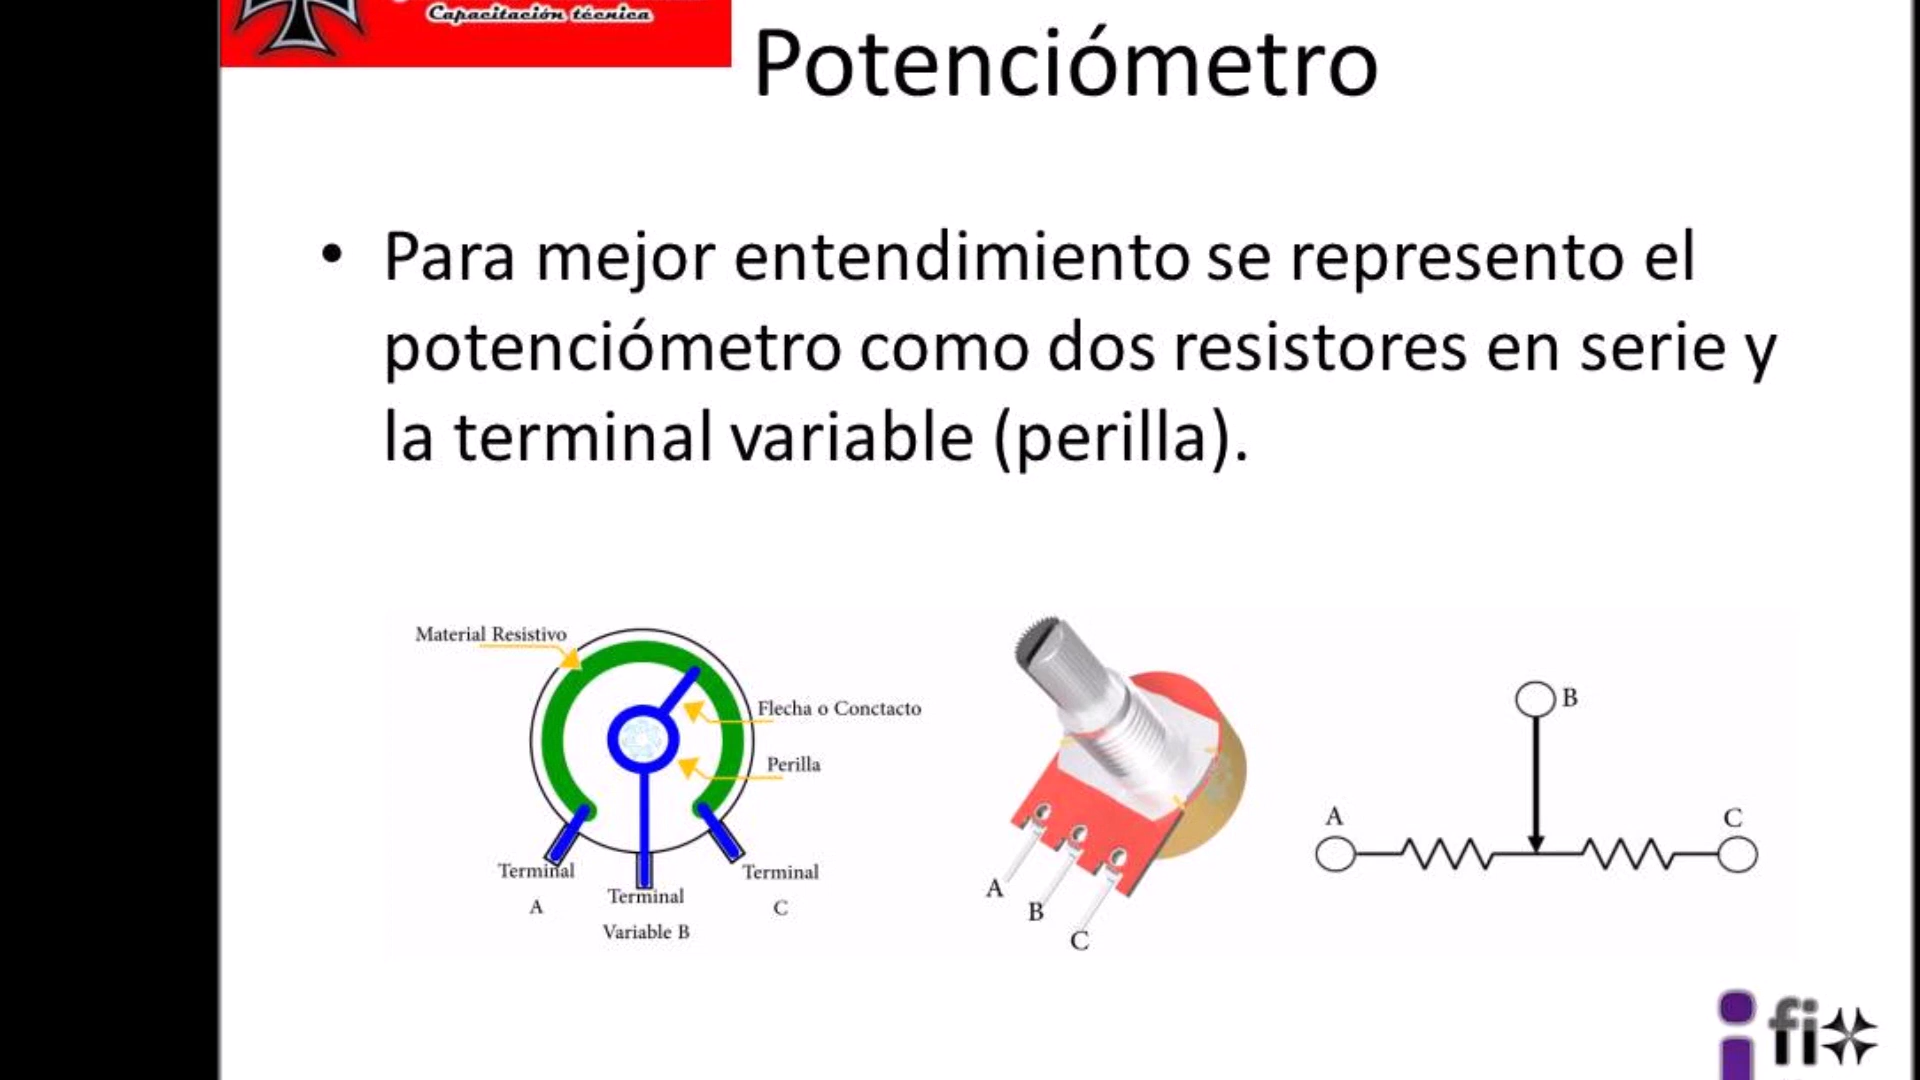 Capacitación técnica
Potenciómetro
• Para mejor entendimiento se represento el
potenciómetro como dos resistores en serie y
la terminal variable (perilla).
Material Resistivo
Flecha o Conctacto
Perilla
Terminal
A
Terminal
Variable B
Terminal
C
A
B
C
B
A
C
ifix